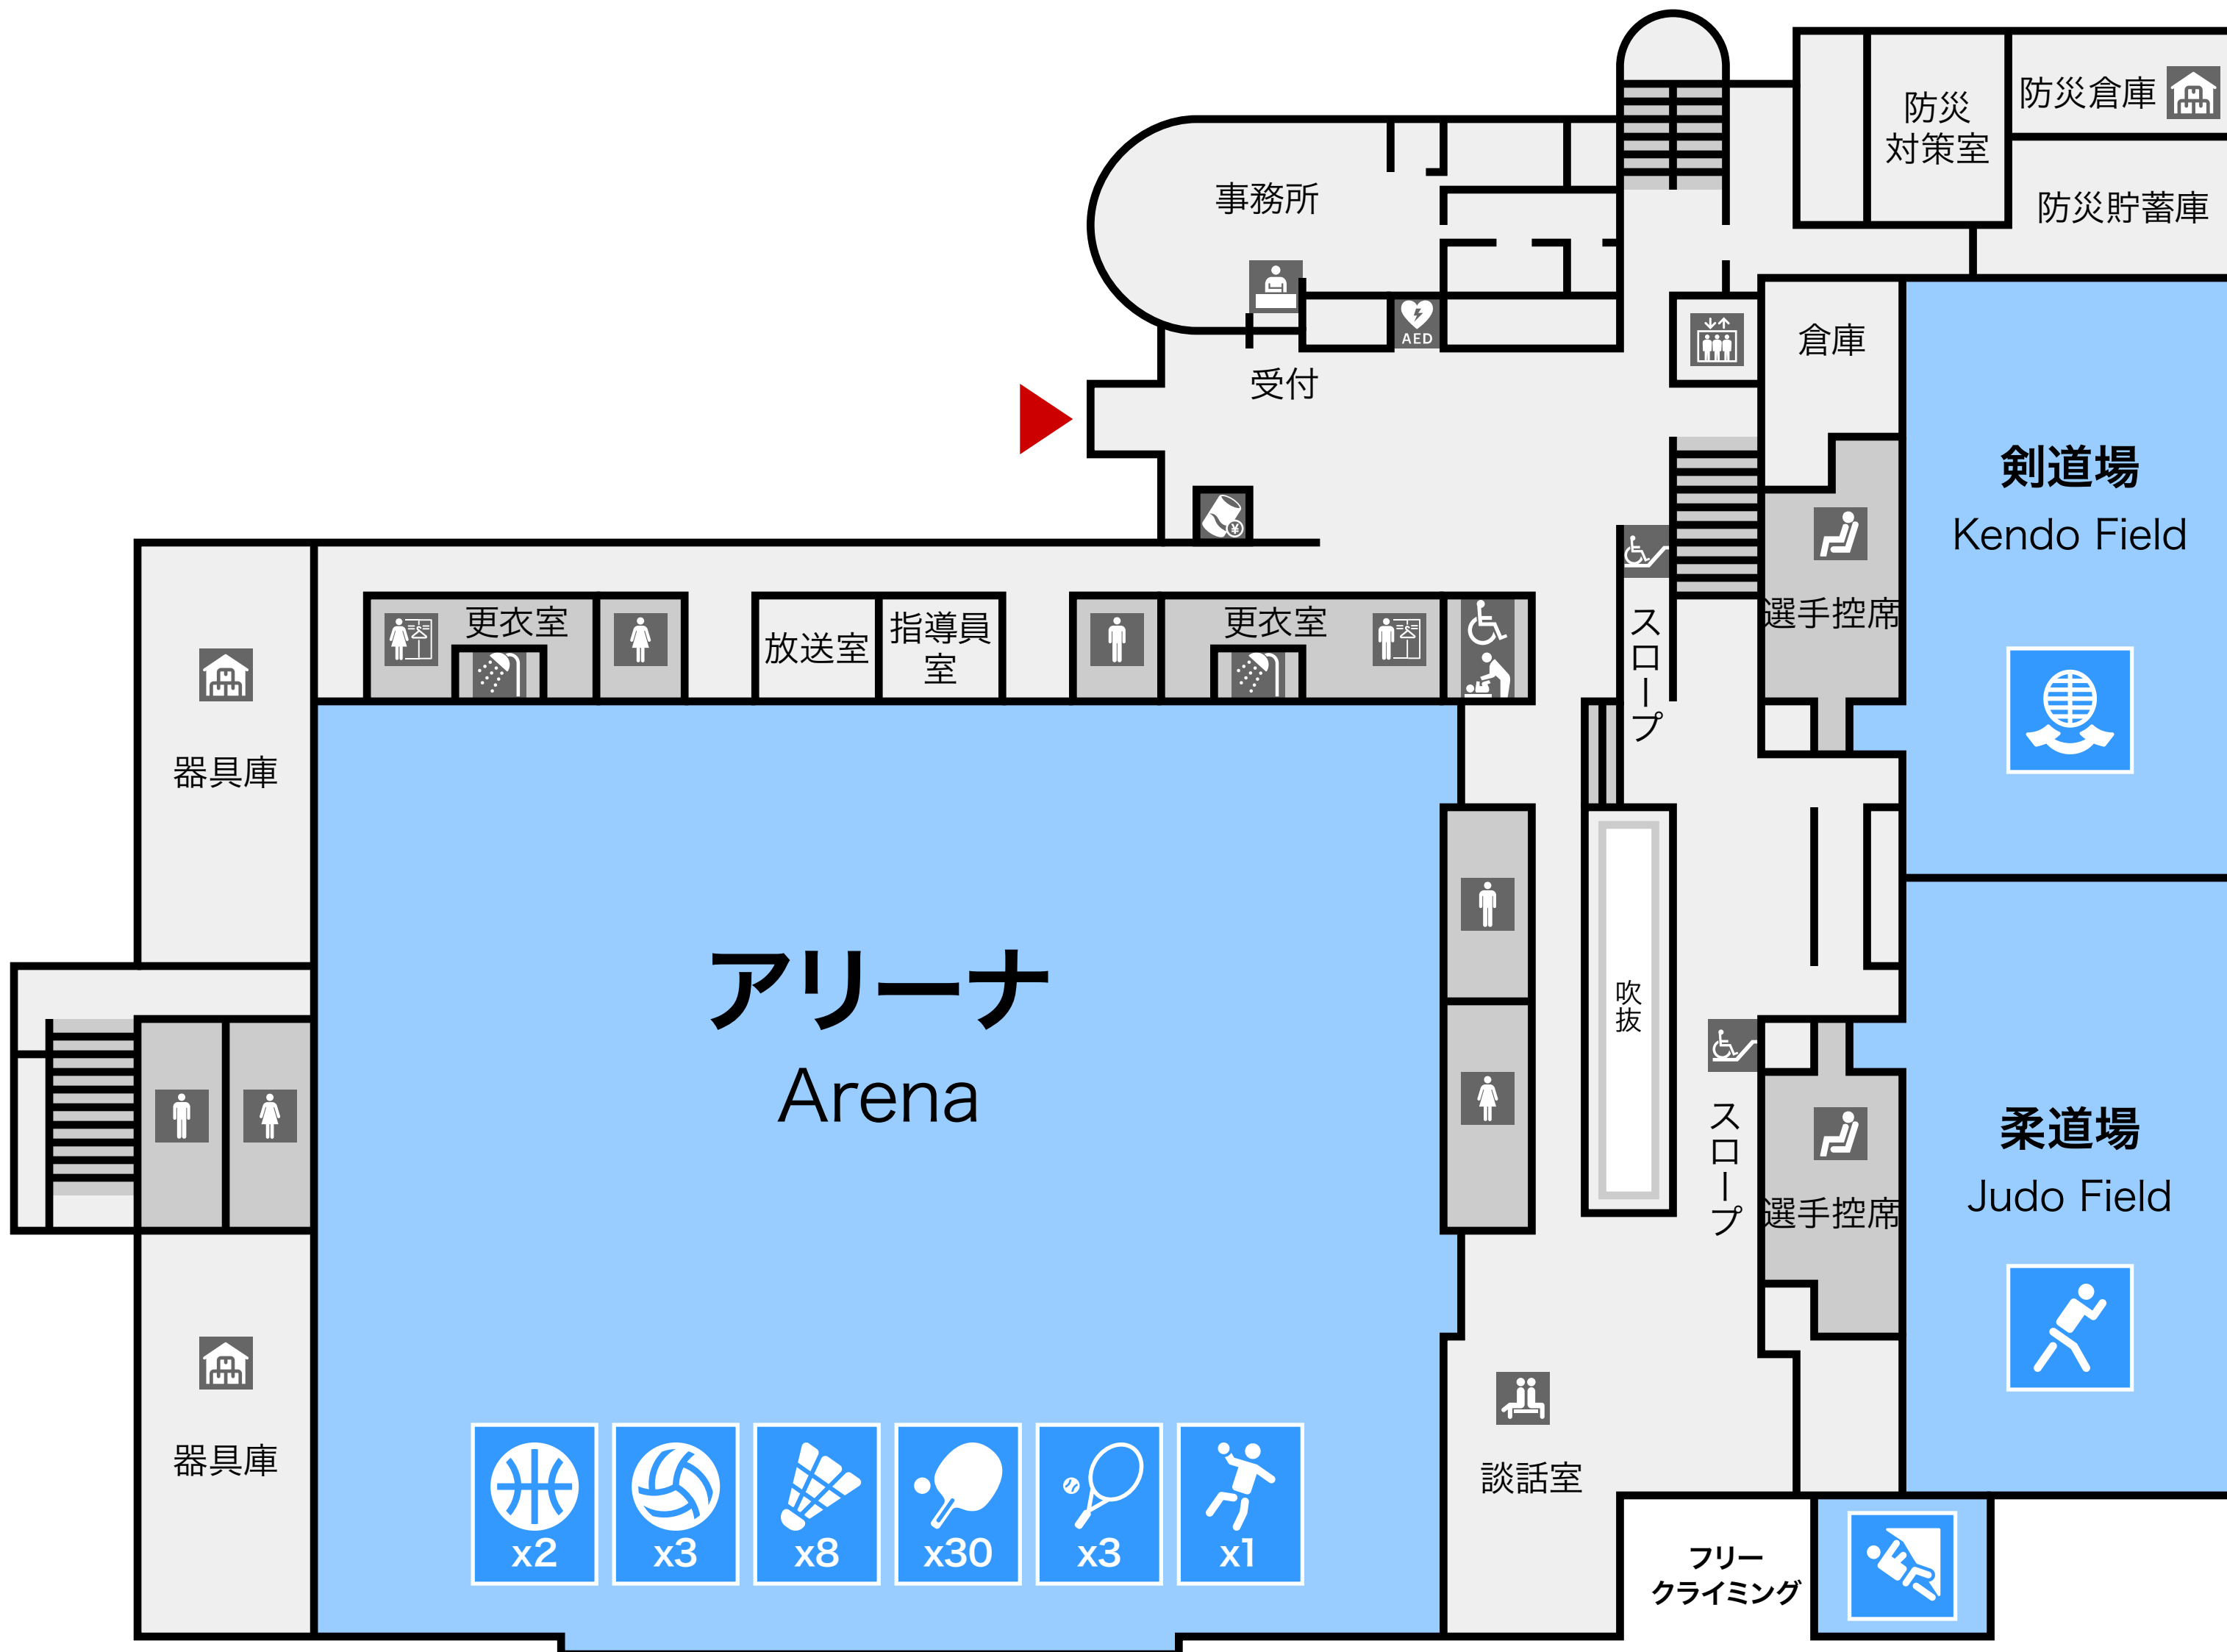 防災
対策室
防災倉庫
防災貯蓄庫
事務所
AED
受付
倉庫
剣道場
Kendo Field
選手控席
スロープ
更衣室
放送室
指導員
室
更衣室
器具庫
アリーナ
Arena
吹抜
スロープ
柔道場
Judo Field
選手控席
器具庫
談話室
x2
x3
x8
x30
x3
x1
フリー
クライミング
¥